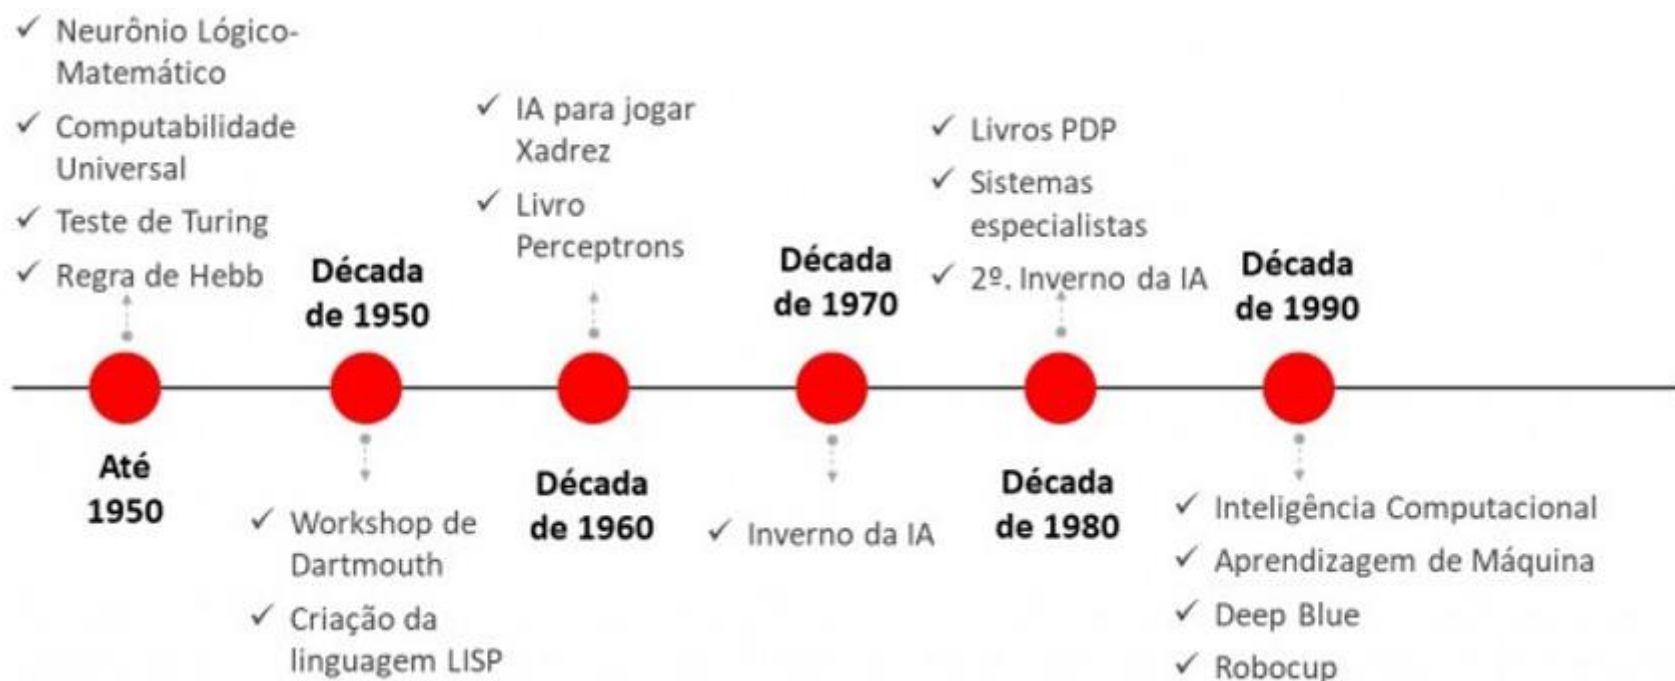 ✓ Neurônio Lógico-
Matemático
✓ Computabilidade
Universal
✓ Teste de Turing
✓ Regra de Hebb
Até
1950
Década
de 1950
✓ Workshop de
Dartmouth
✓ Criação da
linguagem LISP
✓ IA para jogar
Xadrez
✓ Livro
Perceptrons
Década
de 1960
Década
de 1970
✓ Inverno da IA
✓ Livros PDP
✓ Sistemas
especialistas
✓ 2º. Inverno da IA
Década
de 1980
Década
de 1990
✓ Inteligência Computacional
✓ Aprendizagem de Máquina
✓ Deep Blue
✓ Robocup